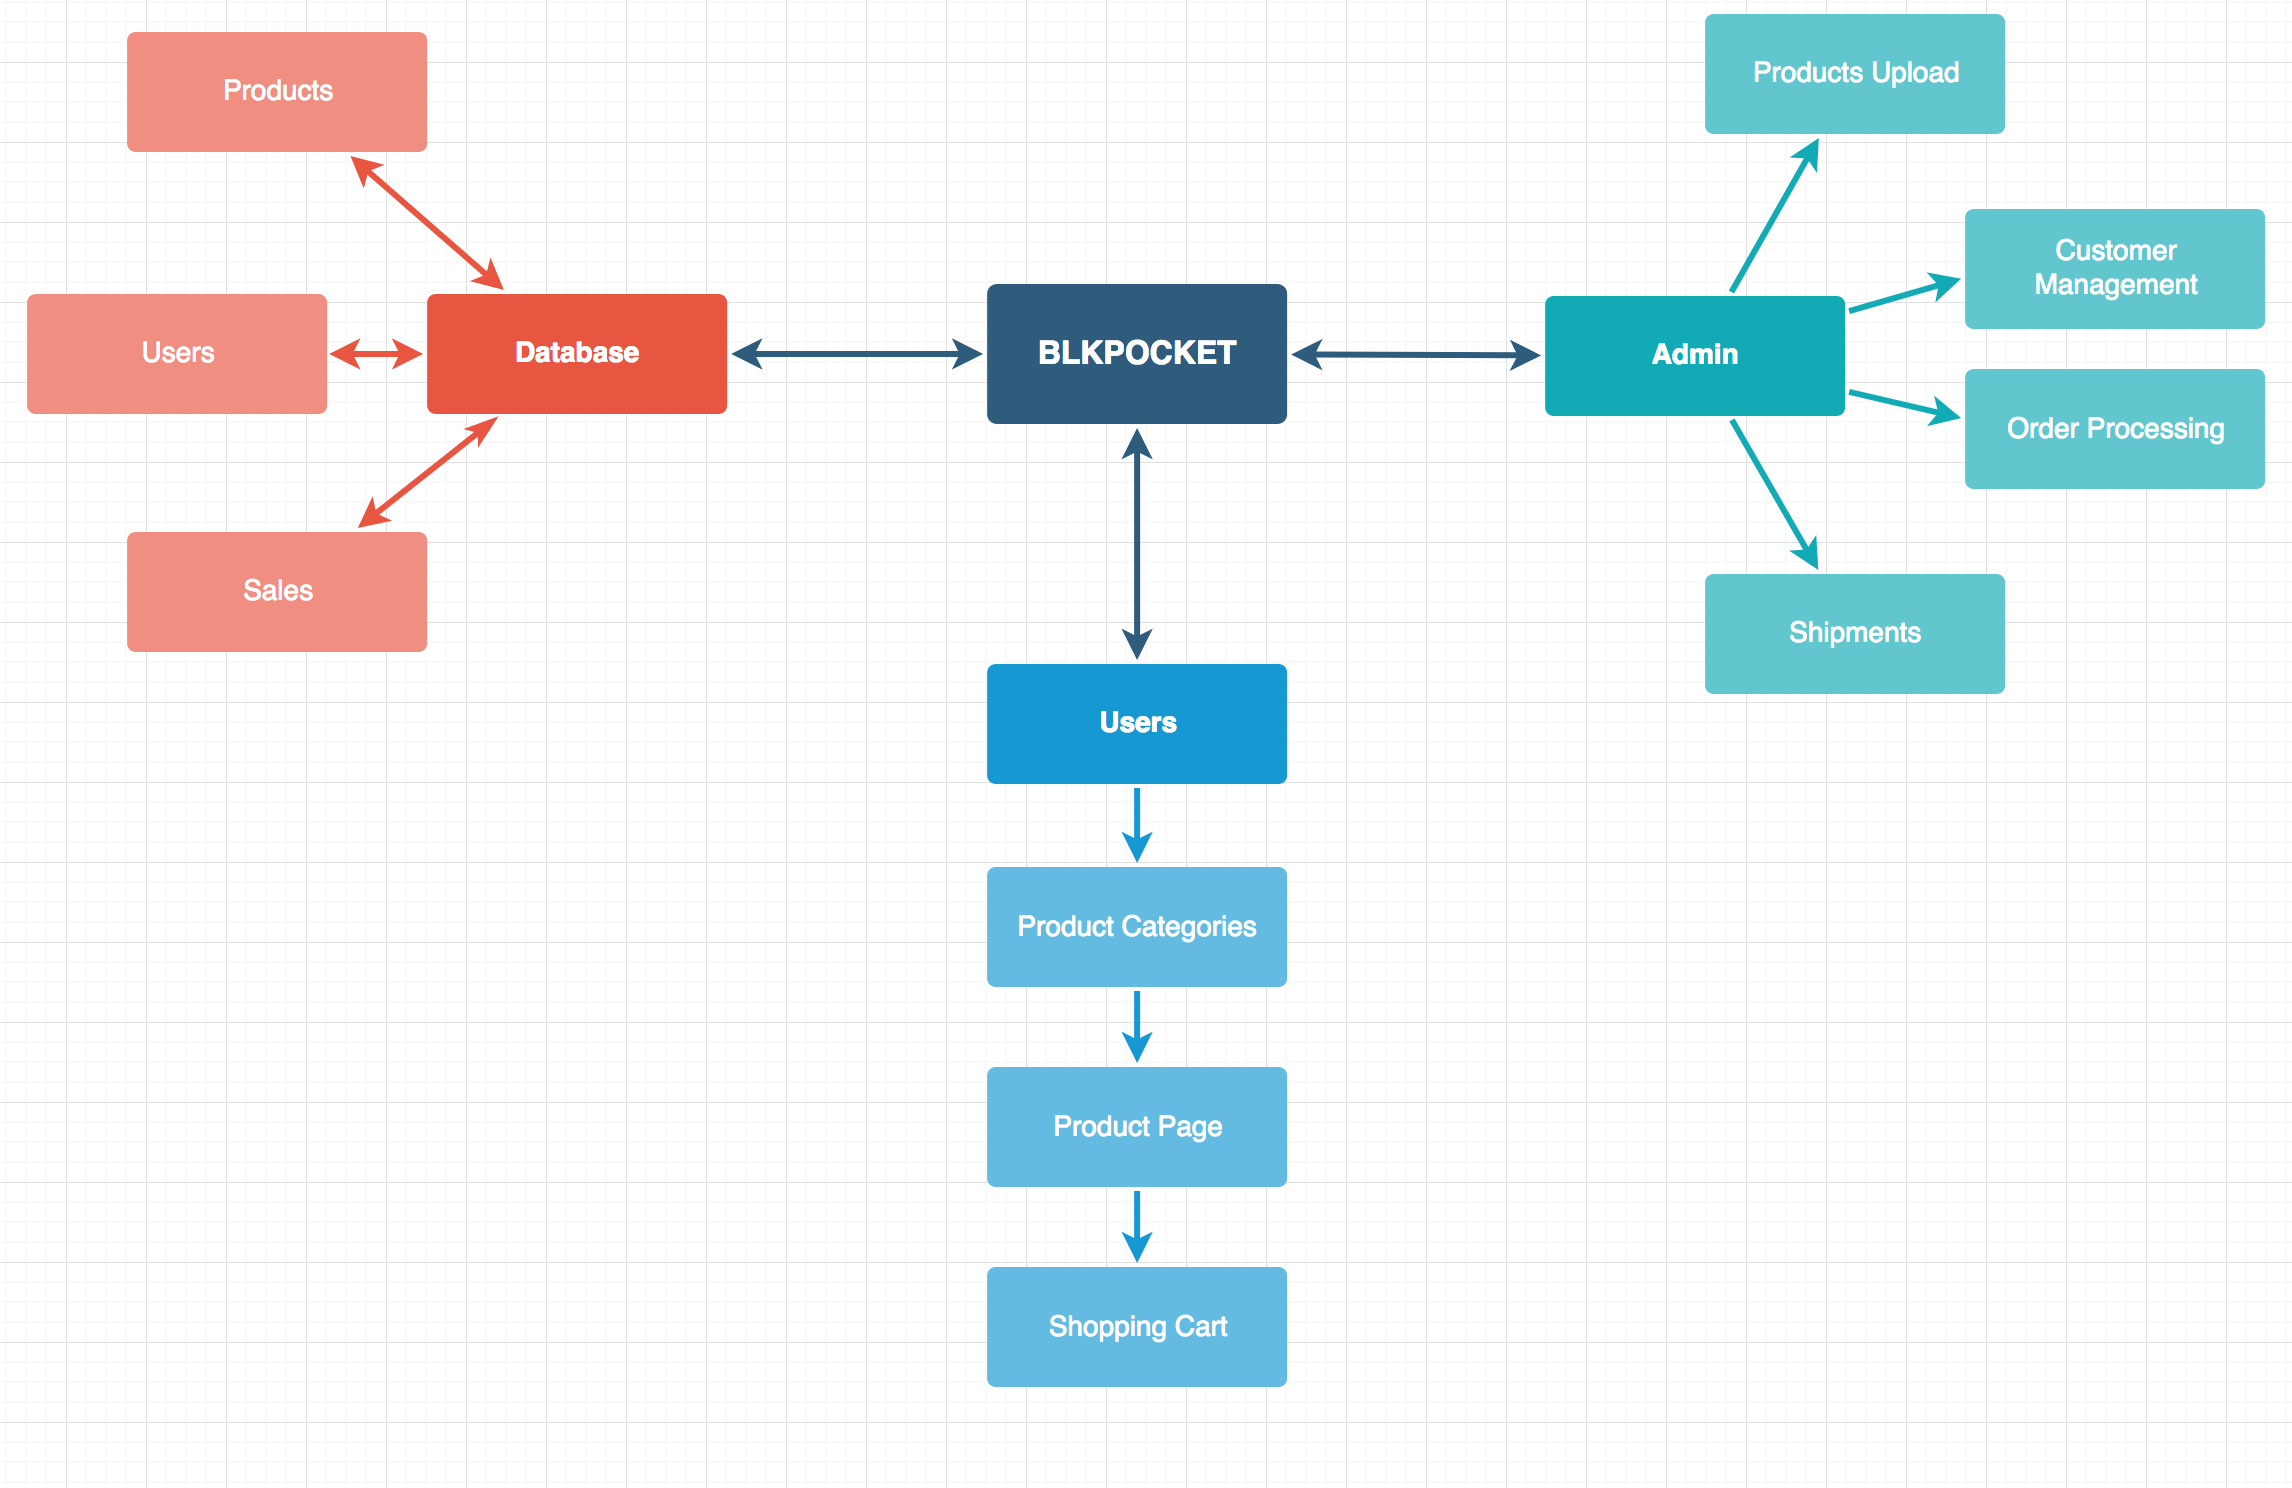 Products
Products Upload
Customer
Management
Users
Database
BLKPOCKET
Admin
Order Processing
Sales
Shipments
Users
Product Categories
Product Page
Shopping Cart